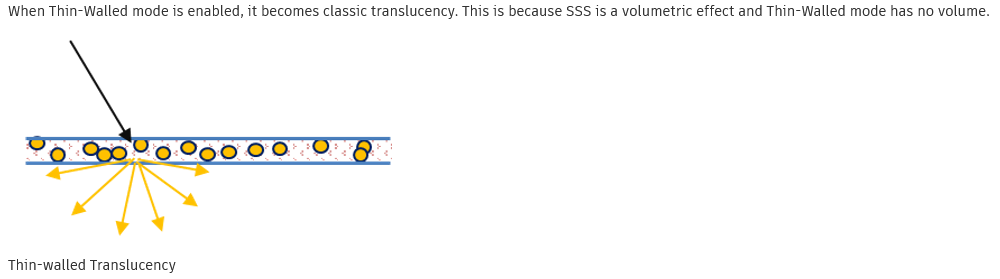 When Thin-Walled mode is enabled, it becomes classic translucency. This is because SSS is a volumetric effect and Thin-Walled mode has no volume.
Thin-walled Translucency